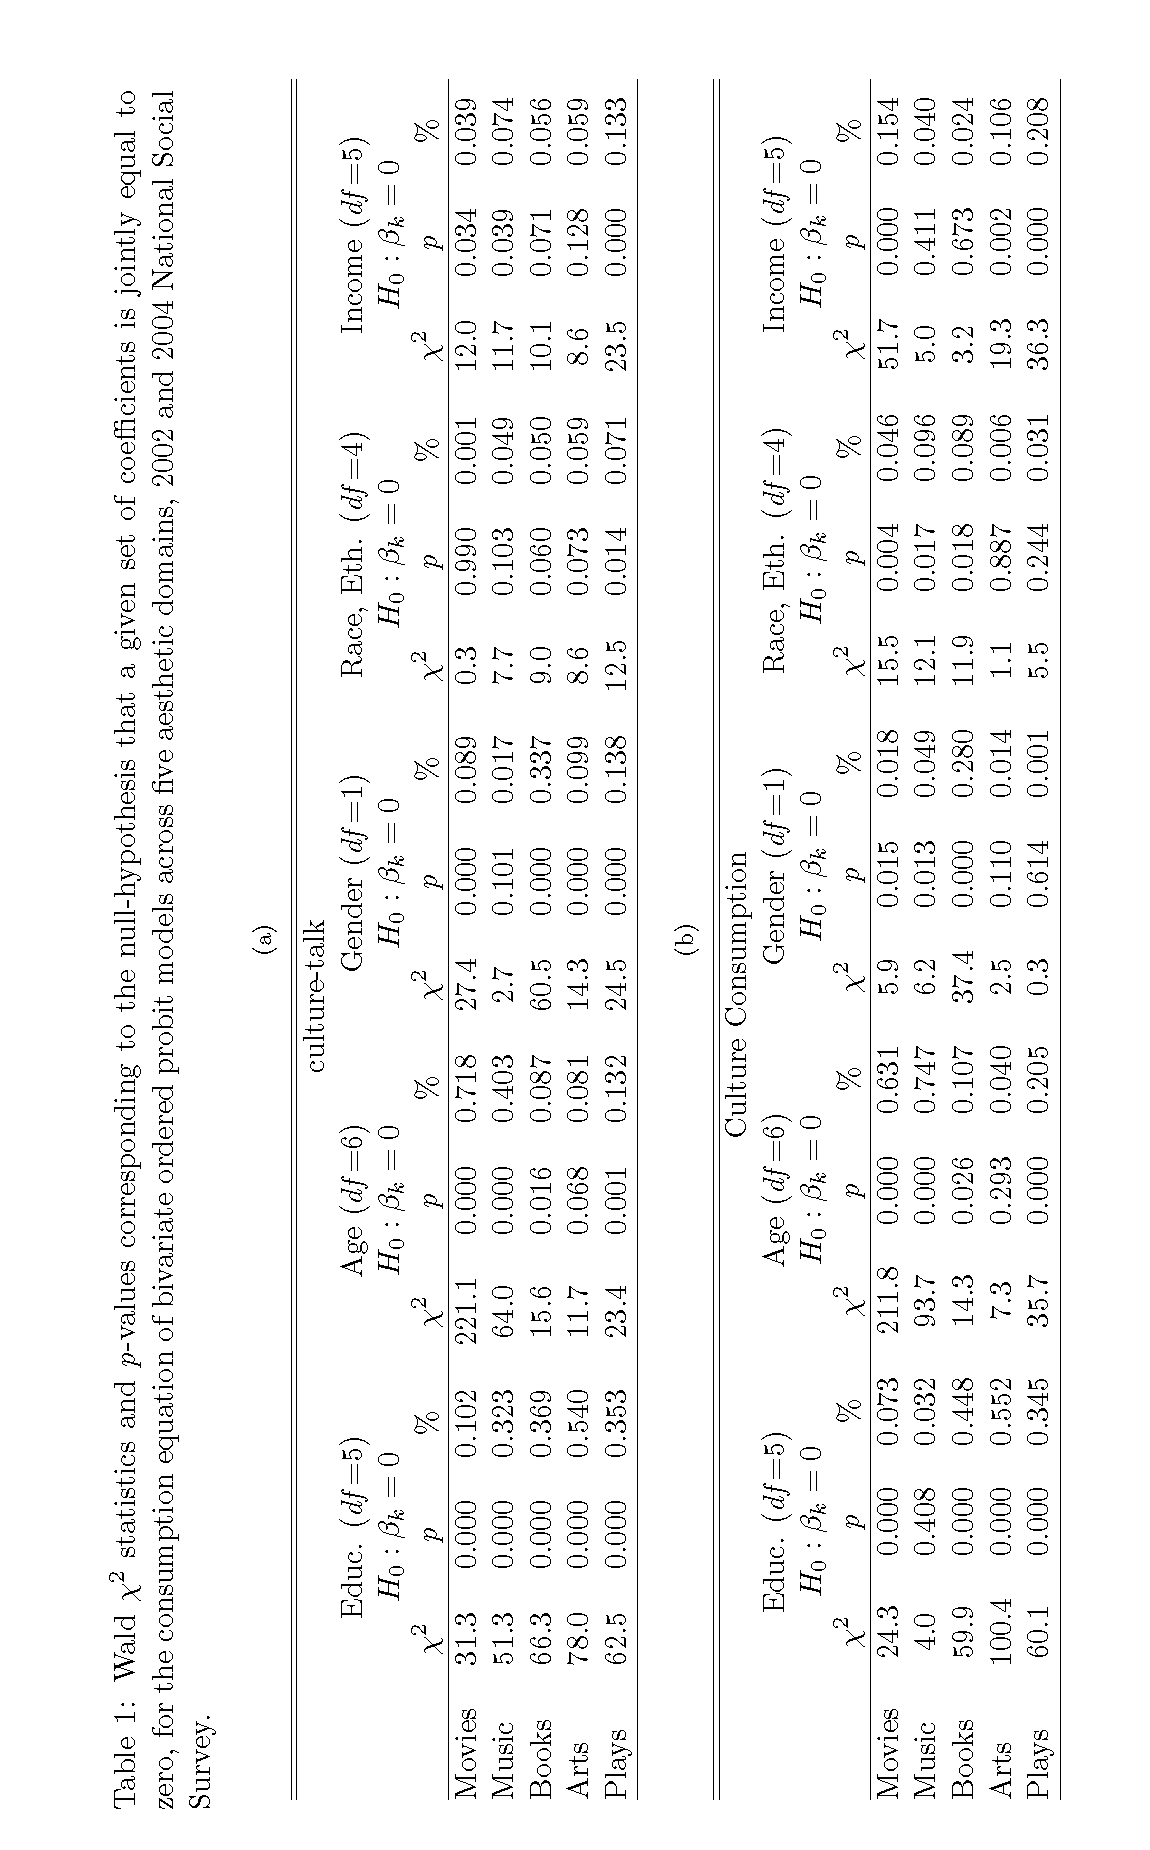 Table 1: Wald χ² statistics and p-values corresponding to the null-hypothesis that a given set of coefficients is jointly equal to
zero, for the consumption equation of bivariate ordered probit models across five aesthetic domains, 2002 and 2004 National Social
Survey.
(a)
culture-talk
Educ. (df=5) Age (df=6) Gender (df=1) Race, Eth. (df=4) Income (df=5)
H₀ : βₖ = 0 H₀ : βₖ = 0 H₀ : βₖ = 0 H₀ : βₖ = 0 H₀ : βₖ = 0
χ² p % χ² p % χ² p % χ² p % χ² p %
Movies 31.3 0.000 0.102 221.1 0.000 0.718 27.4 0.000 0.089 0.3 0.990 0.001 12.0 0.034 0.039
Music 51.3 0.000 0.323 64.0 0.000 0.403 2.7 0.101 0.017 7.7 0.103 0.049 11.7 0.039 0.074
Books 66.3 0.000 0.369 15.6 0.016 0.087 60.5 0.000 0.337 9.0 0.060 0.050 10.1 0.071 0.056
Arts 78.0 0.000 0.540 11.7 0.068 0.081 14.3 0.000 0.099 8.6 0.073 0.059 8.6 0.128 0.059
Plays 62.5 0.000 0.353 23.4 0.001 0.132 24.5 0.000 0.138 12.5 0.014 0.071 23.5 0.000 0.133
(b)
Culture Consumption
Educ. (df=5) Age (df=6) Gender (df=1) Race, Eth. (df=4) Income (df=5)
H₀ : βₖ = 0 H₀ : βₖ = 0 H₀ : βₖ = 0 H₀ : βₖ = 0 H₀ : βₖ = 0
χ² p % χ² p % χ² p % χ² p % χ² p %
Movies 24.3 0.000 0.073 211.8 0.000 0.631 5.9 0.015 0.018 15.5 0.004 0.046 51.7 0.000 0.154
Music 4.0 0.408 0.032 93.7 0.000 0.747 6.2 0.013 0.049 12.1 0.017 0.096 5.0 0.411 0.040
Books 59.9 0.000 0.448 14.3 0.026 0.107 37.4 0.000 0.280 11.9 0.018 0.089 3.2 0.673 0.024
Arts 100.4 0.000 0.552 7.3 0.293 0.040 2.5 0.110 0.014 1.1 0.887 0.006 19.3 0.002 0.106
Plays 60.1 0.000 0.345 35.7 0.000 0.205 0.3 0.614 0.001 5.5 0.244 0.031 36.3 0.000 0.208